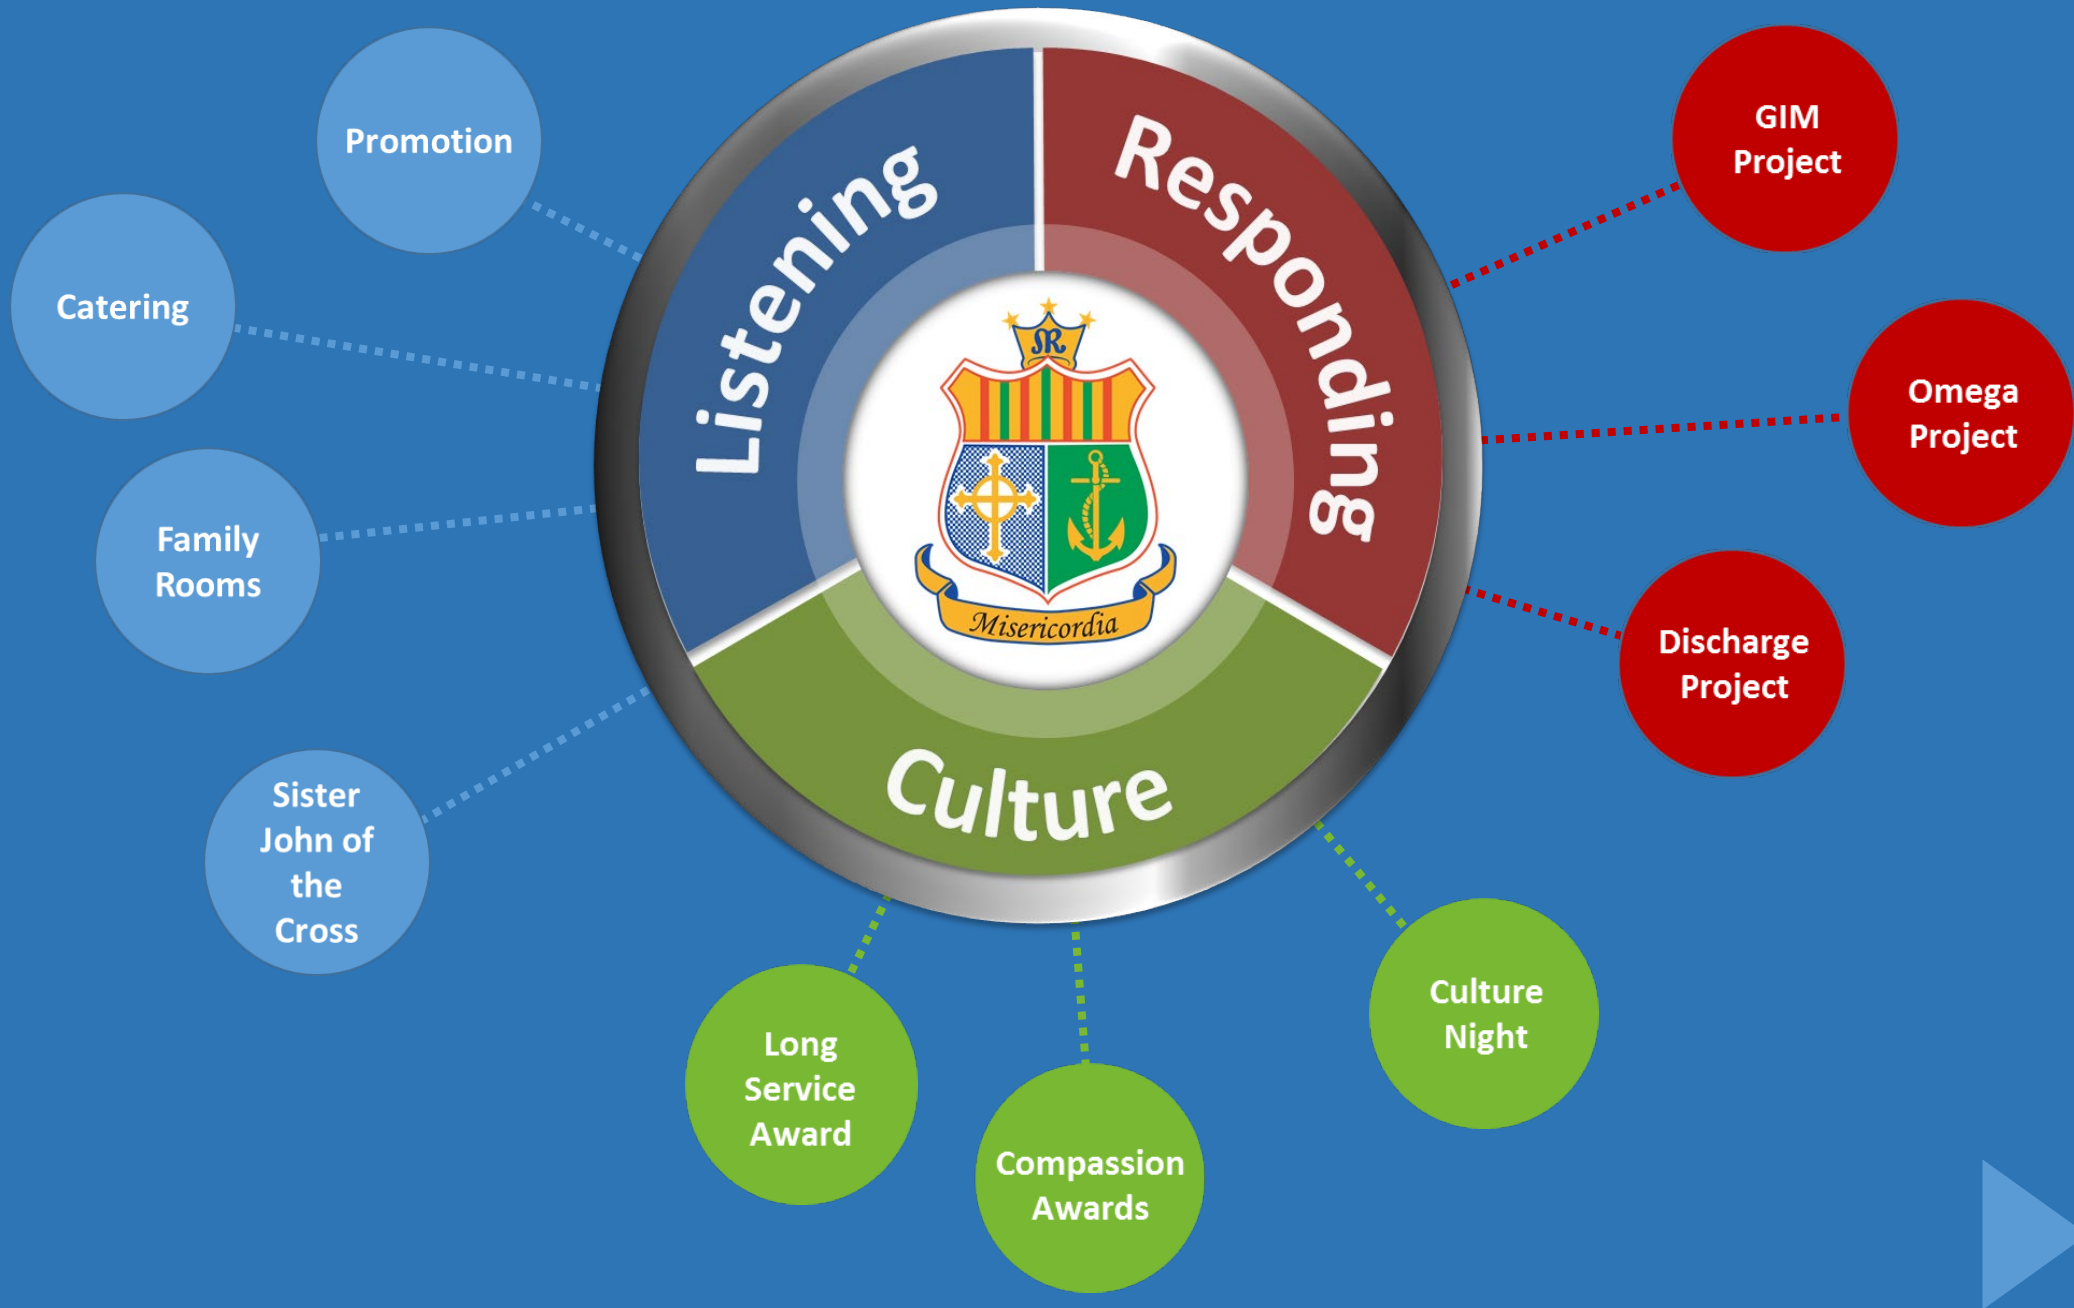 Promotion
Catering
Family
Rooms
Sister
John of
the
Cross
Listening
Responding
Culture
SR
Misericordia
GIM
Project
Omega
Project
Discharge
Project
Long
Service
Award
Compassion
Awards
Culture
Night